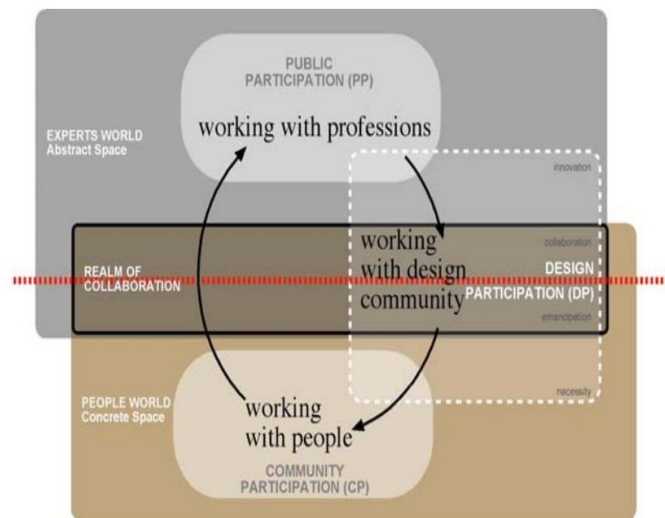 PUBLIC
PARTICIPATION (PP)
working with professions
EXPERTS WORLD
Abstract Space
innovation
collaboration
working
with design
community
REALM OF
COLLABORATION
DESIGN
PARTICIPATION (DP)
emancipation
necessity
PEOPLE WORLD
Concrete Space
working
with people
COMMUNITY
PARTICIPATION (CP)